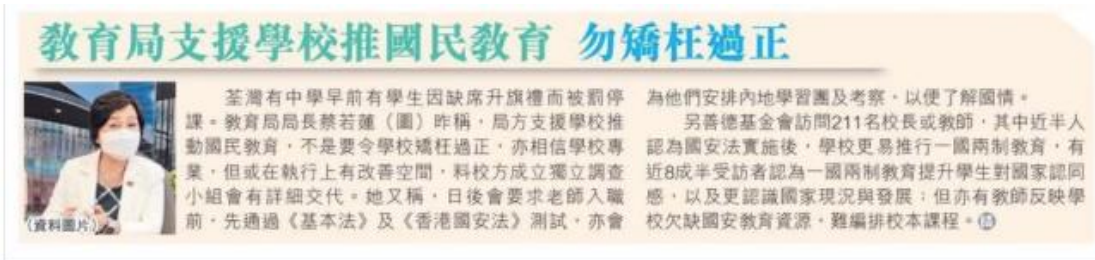 教育局支援學校推國民教育 勿矯枉過正
荃灣有中學早前有學生因缺席升旗禮而被罰停
課。教育局局長蔡若蓮（圖）昨稱，局方支援學校推
動國民教育，不是要令學校矯枉過正，亦相信學校專
業，但或在執行上有改善空間，料校方成立獨立調查
小組會有詳細交代。她又稱，日後會要求老師入職
前，先通過《基本法》及《香港國安法》測試，亦會
（資料圖片）
為他們安排內地學習團及考察，以便了解國情。
另善德基金會訪問211名校長或教師，其中近半人
認為國安法實施後，學校更易推行一國兩制教育，有
近8成半受訪者認為一國兩制教育提升學生對國家認同
感，以及更認識國家現況與發展；但亦有教師反映學
校欠缺國安教育資源，難編排校本課程。